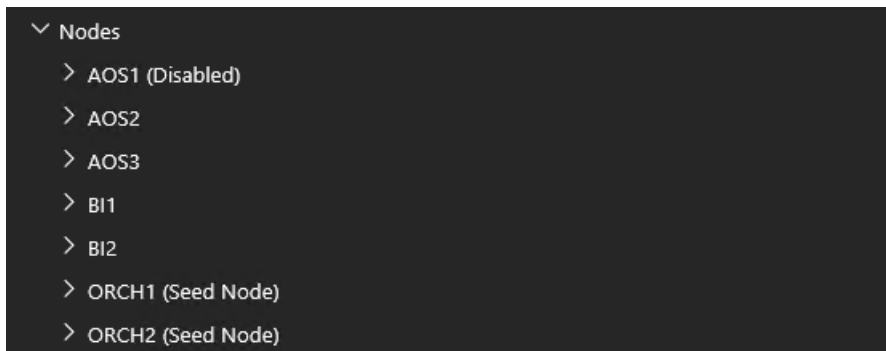 Nodes
AOS1 (Disabled)
AOS2
AOS3
BI1
BI2
ORCH1 (Seed Node)
ORCH2 (Seed Node)